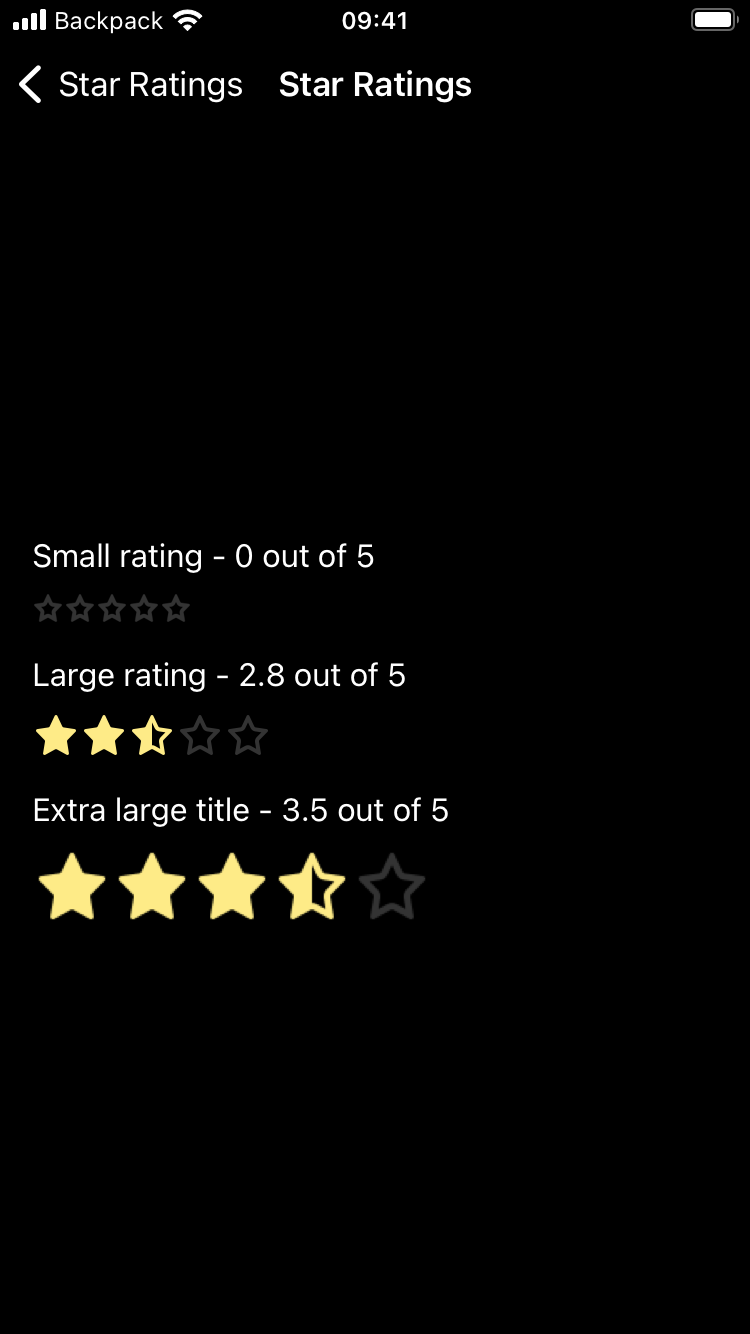 Backpack 09:41
Star Ratings Star Ratings
Small rating - 0 out of 5
Large rating - 2.8 out of 5
Extra large title - 3.5 out of 5